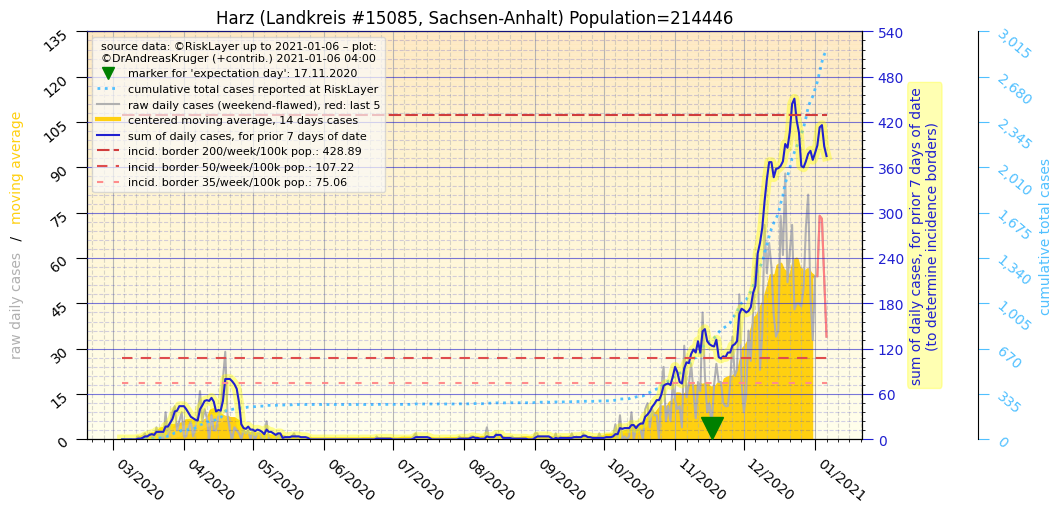 Harz (Landkreis #15085, Sachsen-Anhalt) Population=214446
source data: ©RiskLayer up to 2021-01-06 – plot:
©DrAndreasKruger (+contrib.) 2021-01-06 04:00
marker for 'expectation day': 17.11.2020
cumulative total cases reported at RiskLayer
raw daily cases (weekend-flawed), red: last 5
centered moving average, 14 days cases
sum of daily cases, for prior 7 days of date
incid. border 200/week/100k pop.: 428.89
incid. border 50/week/100k pop.: 107.22
incid. border 35/week/100k pop.: 75.06
raw daily cases / moving average
135
120
105
90
75
60
45
30
15
0
03/2020
04/2020
05/2020
06/2020
07/2020
08/2020
09/2020
10/2020
11/2020
12/2020
01/2021
540
480
420
360
300
240
180
120
60
0
sum of daily cases, for prior 7 days of date
(to determine incidence borders)
3,015
2,680
2,345
2,010
1,675
1,340
1,005
670
335
0
cumulative total cases